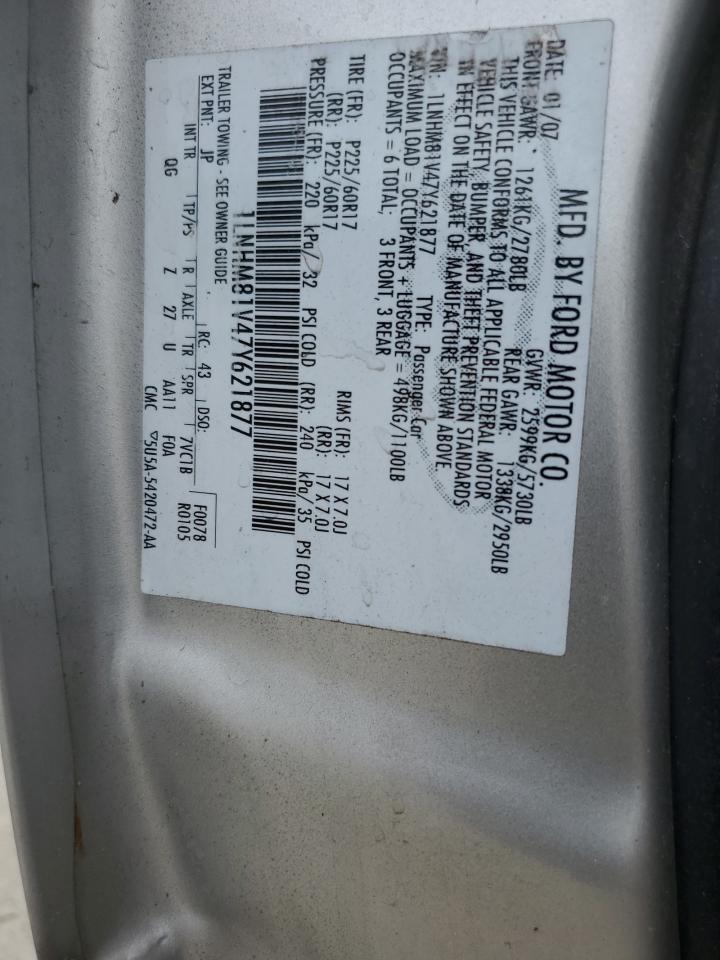 MFD. BY FORD MOTOR CO.
DATE: 01/07 GVWR: 2599KG/5730LB
FRONT GAWR: 1261KG/2780LB REAR GAWR: 1338KG/2950LB
THIS VEHICLE CONFORMS TO ALL APPLICABLE FEDERAL MOTOR
VEHICLE SAFETY, BUMPER, AND THEFT PREVENTION STANDARDS
IN EFFECT ON THE DATE OF MANUFACTURE SHOWN ABOVE.
VIN: 1LNHM81V47Y621877 TYPE: Passenger Car
MAXIMUM LOAD = OCCUPANTS + LUGGAGE = 498KG/1100LB
OCCUPANTS = 6 TOTAL; 3 FRONT, 3 REAR
TIRE (FR): P225/60R17 RIMS (FR): 17 X 7.0J
(RR): P225/60R17 (RR): 17 X 7.0J
PRESSURE (FR): 220 kPa/ 32 PSI COLD (RR): 240 kPa/ 35 PSI COLD
1LNHM81V47Y621877
TRAILER TOWING - SEE OWNER GUIDE
EXT PNT: JP RC: 43 DSO: F0078
R0105
INT TR TP/PS R AXLE TR SPR 7VC1B
QG Z 27 U AA11 F0A
CMC 5U5A-5420472-AA